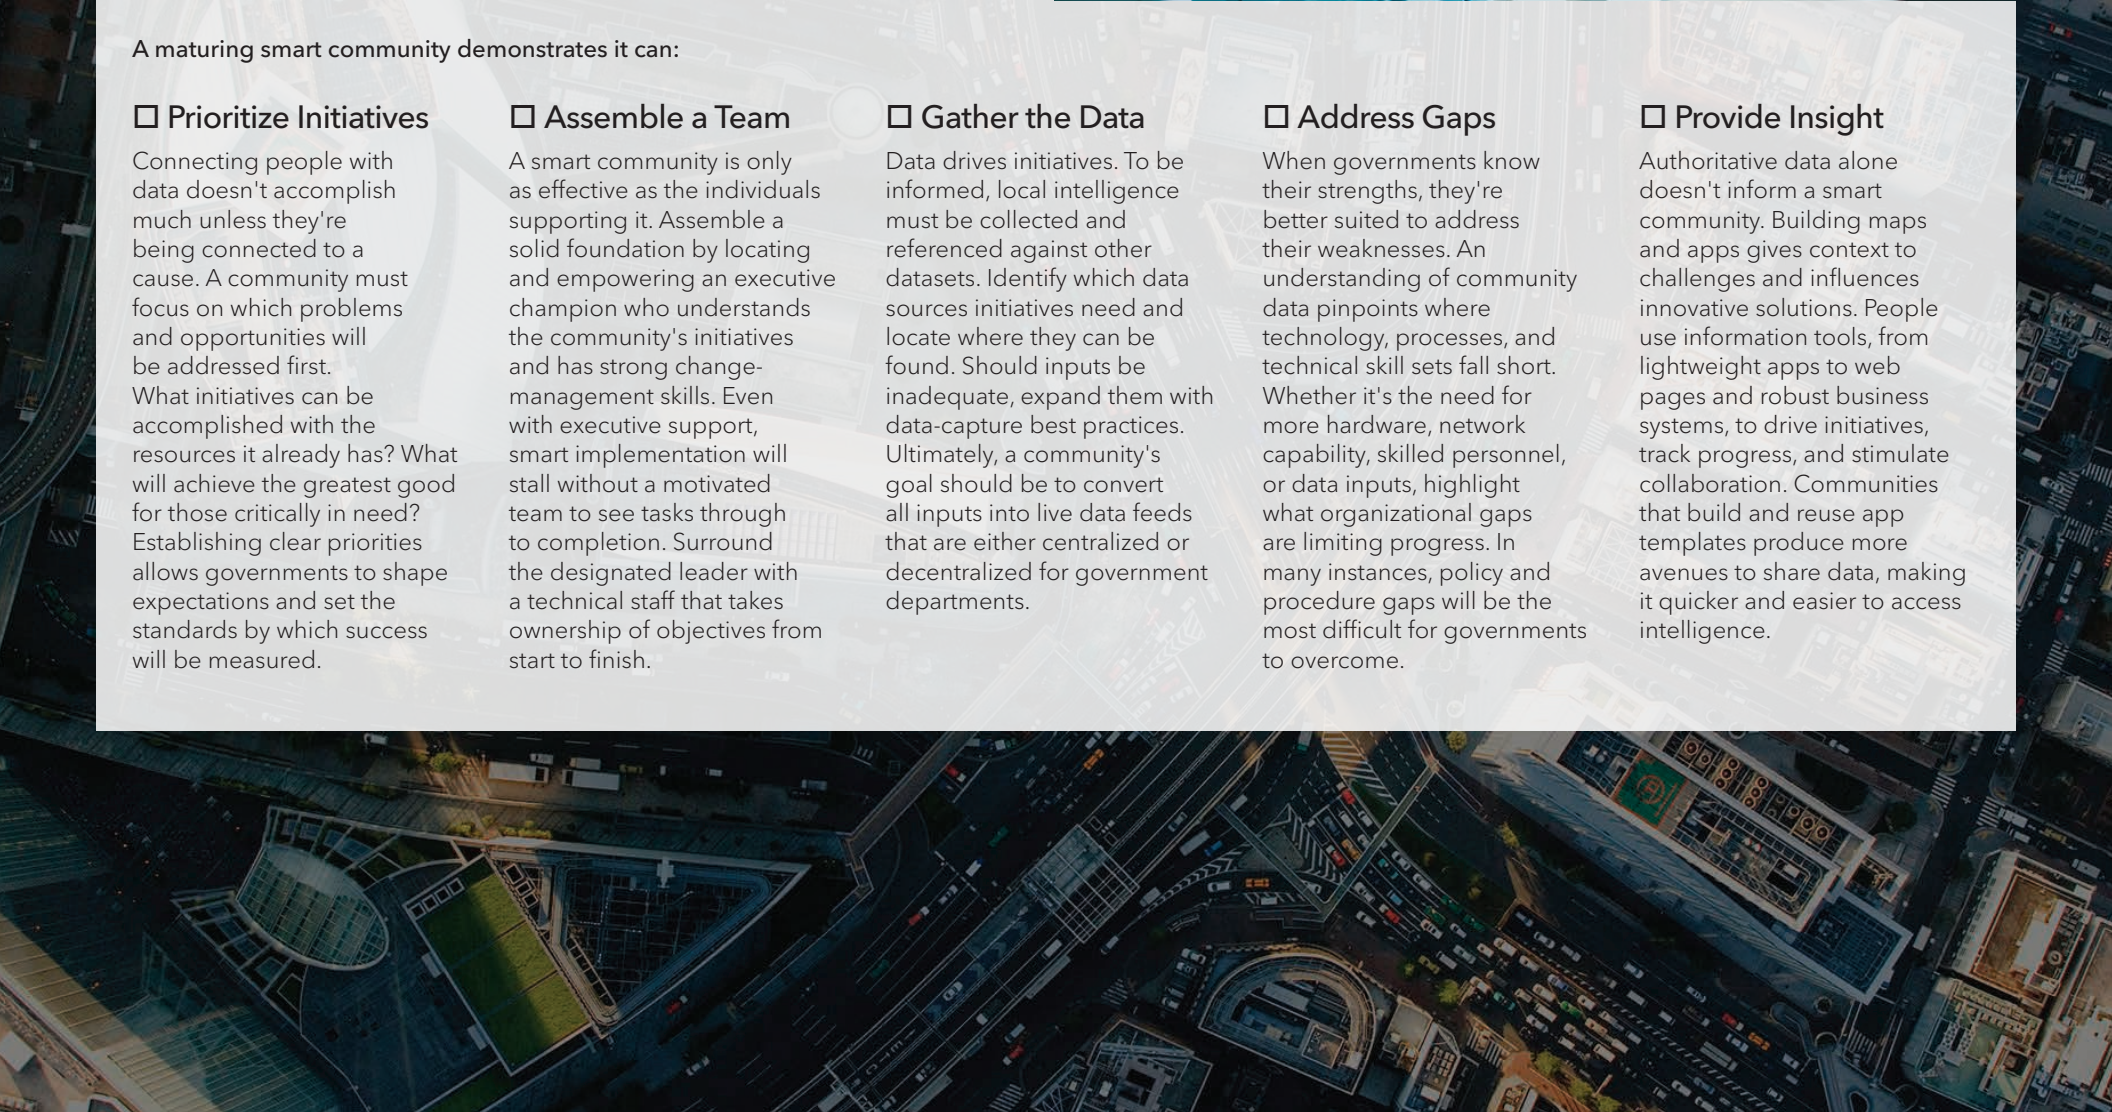 A maturing smart community demonstrates it can:
☐ Prioritize Initiatives
Connecting people with
data doesn't accomplish
much unless they're
being connected to a
cause. A community must
focus on which problems
and opportunities will
be addressed first.
What initiatives can be
accomplished with the
resources it already has? What
will achieve the greatest good
for those critically in need?
Establishing clear priorities
allows governments to shape
expectations and set the
standards by which success
will be measured.
☐ Assemble a Team
A smart community is only
as effective as the individuals
supporting it. Assemble a
solid foundation by locating
and empowering an executive
champion who understands
the community's initiatives
and has strong change-
management skills. Even
with executive support,
smart implementation will
stall without a motivated
team to see tasks through
to completion. Surround
the designated leader with
a technical staff that takes
ownership of objectives from
start to finish.
☐ Gather the Data
Data drives initiatives. To be
informed, local intelligence
must be collected and
referenced against other
datasets. Identify which data
sources initiatives need and
locate where they can be
found. Should inputs be
inadequate, expand them with
data-capture best practices.
Ultimately, a community's
goal should be to convert
all inputs into live data feeds
that are either centralized or
decentralized for government
departments.
☐ Address Gaps
When governments know
their strengths, they're
better suited to address
their weaknesses. An
understanding of community
data pinpoints where
technology, processes, and
technical skill sets fall short.
Whether it's the need for
more hardware, network
capability, skilled personnel,
or data inputs, highlight
what organizational gaps
are limiting progress. In
many instances, policy and
procedure gaps will be the
most difficult for governments
to overcome.
☐ Provide Insight
Authoritative data alone
doesn't inform a smart
community. Building maps
and apps gives context to
challenges and influences
innovative solutions. People
use information tools, from
lightweight apps to web
pages and robust business
systems, to drive initiatives,
track progress, and stimulate
collaboration. Communities
that build and reuse app
templates produce more
avenues to share data, making
it quicker and easier to access
intelligence.